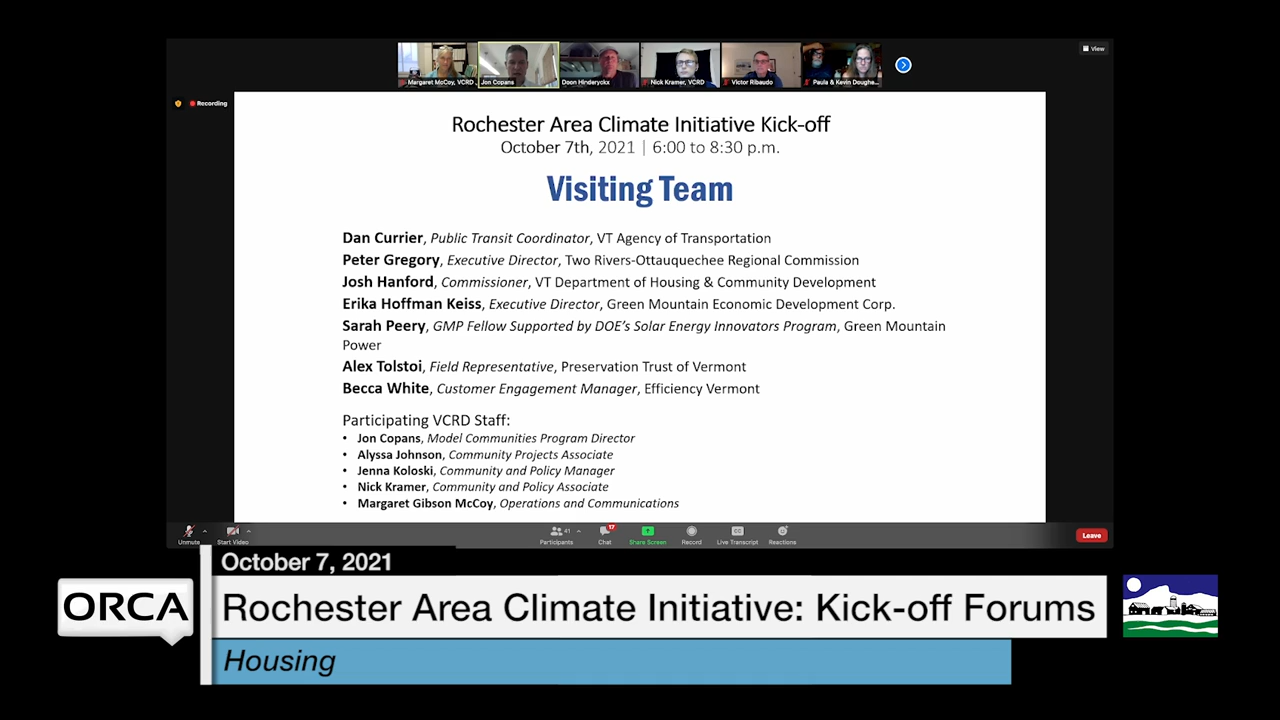 View
Margaret McCoy, VCRD
Jon Copans
Doon Hinderyckx
Nick Kramer, VCRD
Victor Ribaudo
Paula & Kevin Dougha...
Recording
Rochester Area Climate Initiative Kick-off
October 7th, 2021 | 6:00 to 8:30 p.m.
Visiting Team
Dan Currier, Public Transit Coordinator, VT Agency of Transportation
Peter Gregory, Executive Director, Two Rivers-Ottauquechee Regional Commission
Josh Hanford, Commissioner, VT Department of Housing & Community Development
Erika Hoffman Keiss, Executive Director, Green Mountain Economic Development Corp.
Sarah Peery, GMP Fellow Supported by DOE's Solar Energy Innovators Program, Green Mountain
Power
Alex Tolstoi, Field Representative, Preservation Trust of Vermont
Becca White, Customer Engagement Manager, Efficiency Vermont
Participating VCRD Staff:
• Jon Copans, Model Communities Program Director
• Alyssa Johnson, Community Projects Associate
• Jenna Koloski, Community and Policy Manager
• Nick Kramer, Community and Policy Associate
• Margaret Gibson McCoy, Operations and Communications
Unmute
Start Video
41
Participants
17
Chat
Share Screen
Record
CC
Live Transcript
Reactions
Leave
October 7, 2021
ORCA
Rochester Area Climate Initiative: Kick-off Forums
Housing